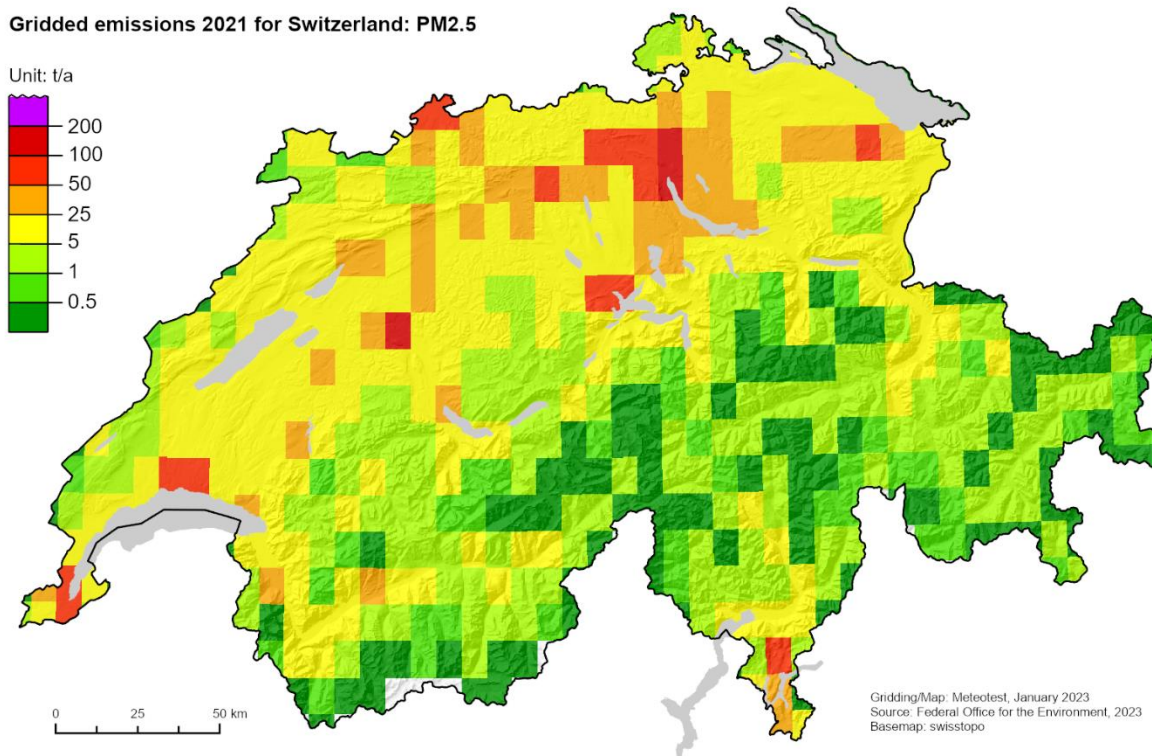 Gridded emissions 2021 for Switzerland: PM2.5
Unit: t/a
200
100
50
25
5
1
0.5
0 25 50 km
Gridding/Map: Meteotest, January 2023
Source: Federal Office for the Environment, 2023
Basemap: swisstopo